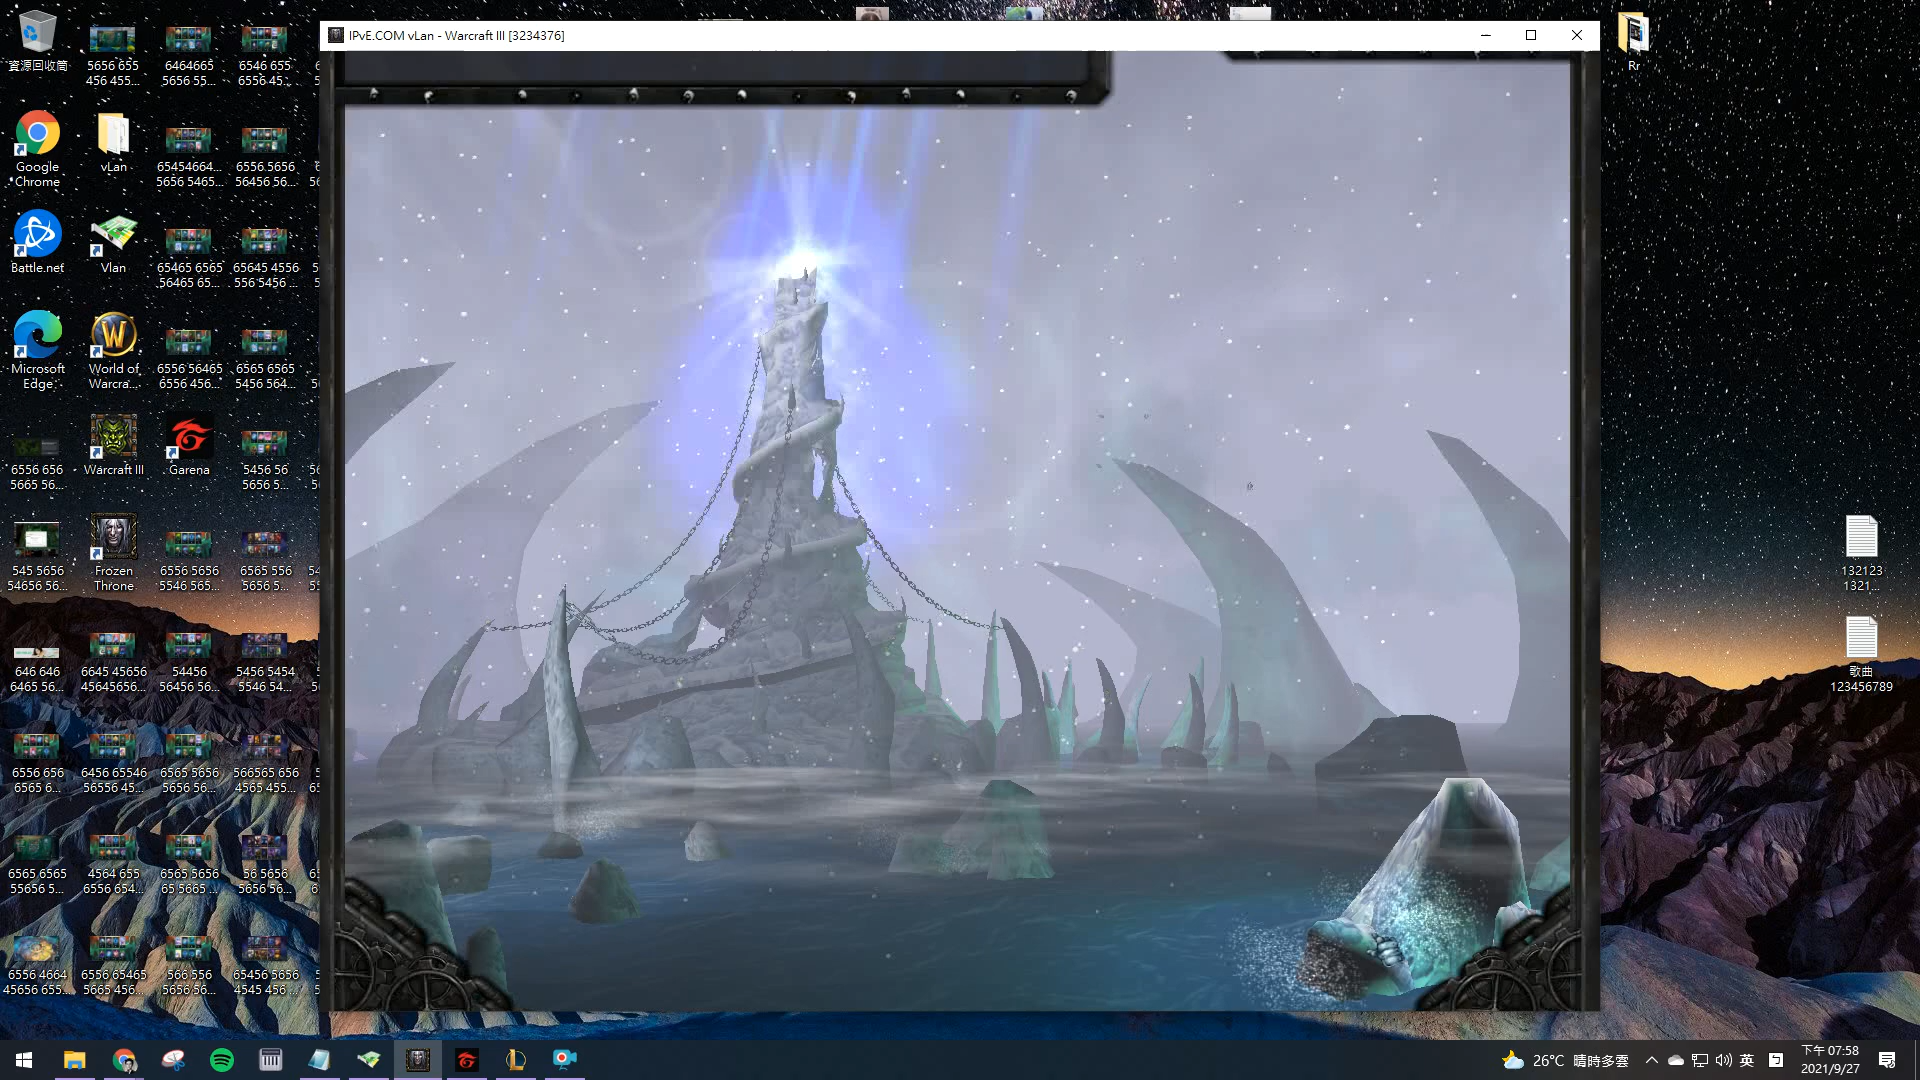 IPvE.COM vLan - Warcraft III [3234376]
資源回收筒
5656 655
456 455...
6464665
5656 55...
6546 655
6556 45...
Rr
Google
Chrome
vLan
65454664...
5656 5465...
6556 5656
56456 56...
Battle.net
Vlan
65465 6565
56465 65...
65645 4556
556 5456 ...
Microsoft
Edge
World of
Warcra...
6556 56465
6556 456...
6565 6565
5456 564...
6556 656
5665 56...
Warcraft III
Garena
5456 56
5656 5...
545 5656
54656 56...
Frozen
Throne
6556 5656
5546 565...
6565 556
5656 5...
132123
1321...
646 646
6465 56...
6645 45656
45645656...
54456
56456 56...
5456 5454
5546 54...
歌曲
123456789
6556 656
6565 6...
6456 65546
56556 45...
6565 5656
5656 56...
566565 656
4565 455...
6565 6565
55656 5...
4564 655
6556 654...
6565 5656
65 5665 ...
56 5656
5656 56...
6556 4664
45656 655...
6556 65465
5665 456...
566 556
5656 56...
65456 5656
4545 456 ...
26°C 晴時多雲
英
下午 07:58
2021/9/27